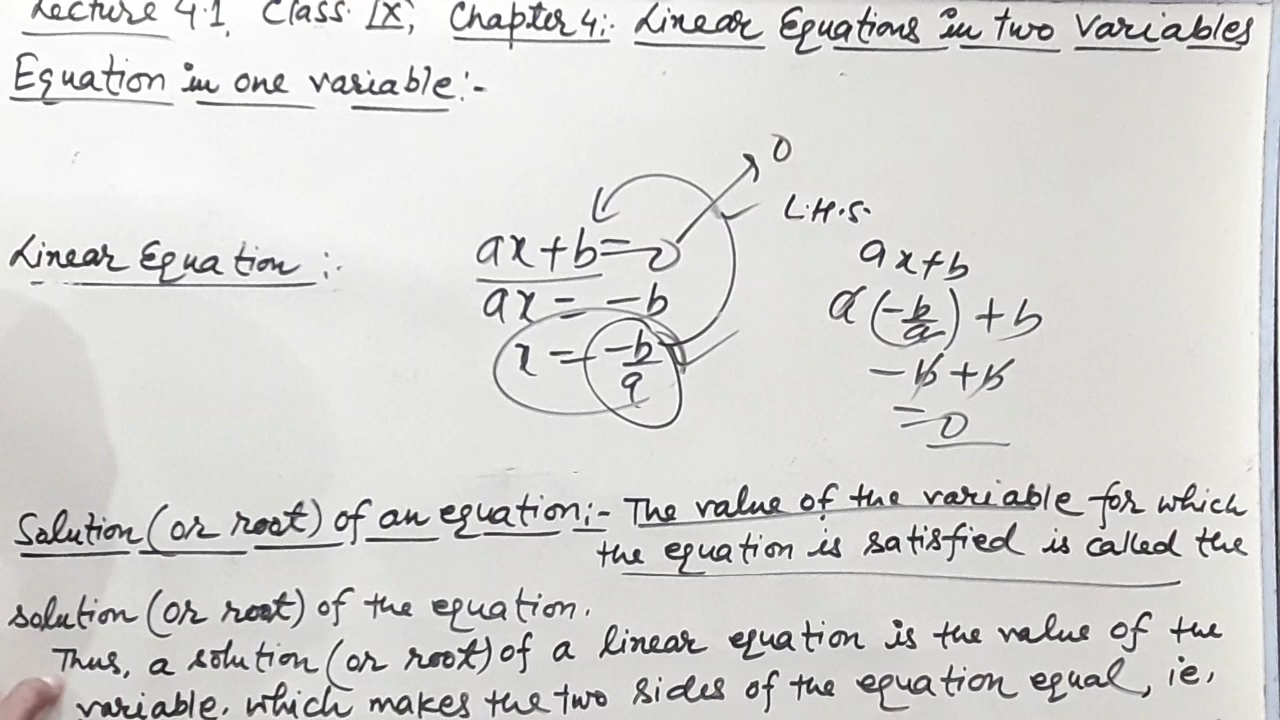 Lecture 4.1, Class IX, Chapter 4:- Linear Equations in two variables
Equation in one variable:-
0
L.H.S.
Linear Equation :-
ax+b=0
ax+b
ax = -b
a(-b/a) + b
x = -b/a
-b+b
=0
Solution (or root) of an equation:- The value of the variable for which
the equation is satisfied is called the
solution (or root) of the equation.
Thus, a solution (or root) of a linear equation is the value of the
variable, which makes the two sides of the equation equal, ie,